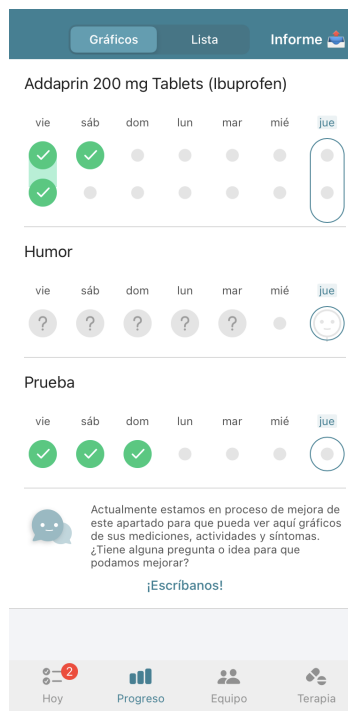 Gráficos Lista Informe
Addaprin 200 mg Tablets (Ibuprofen)
vie sáb dom lun mar mié jue
Humor
vie sáb dom lun mar mié jue
? ? ? ? ?
Prueba
vie sáb dom lun mar mié jue
Actualmente estamos en proceso de mejora de
este apartado para que pueda ver aquí gráficos
de sus mediciones, actividades y síntomas.
¿Tiene alguna pregunta o idea para que
podamos mejorar?
¡Escríbanos!
2
Hoy Progreso Equipo Terapia